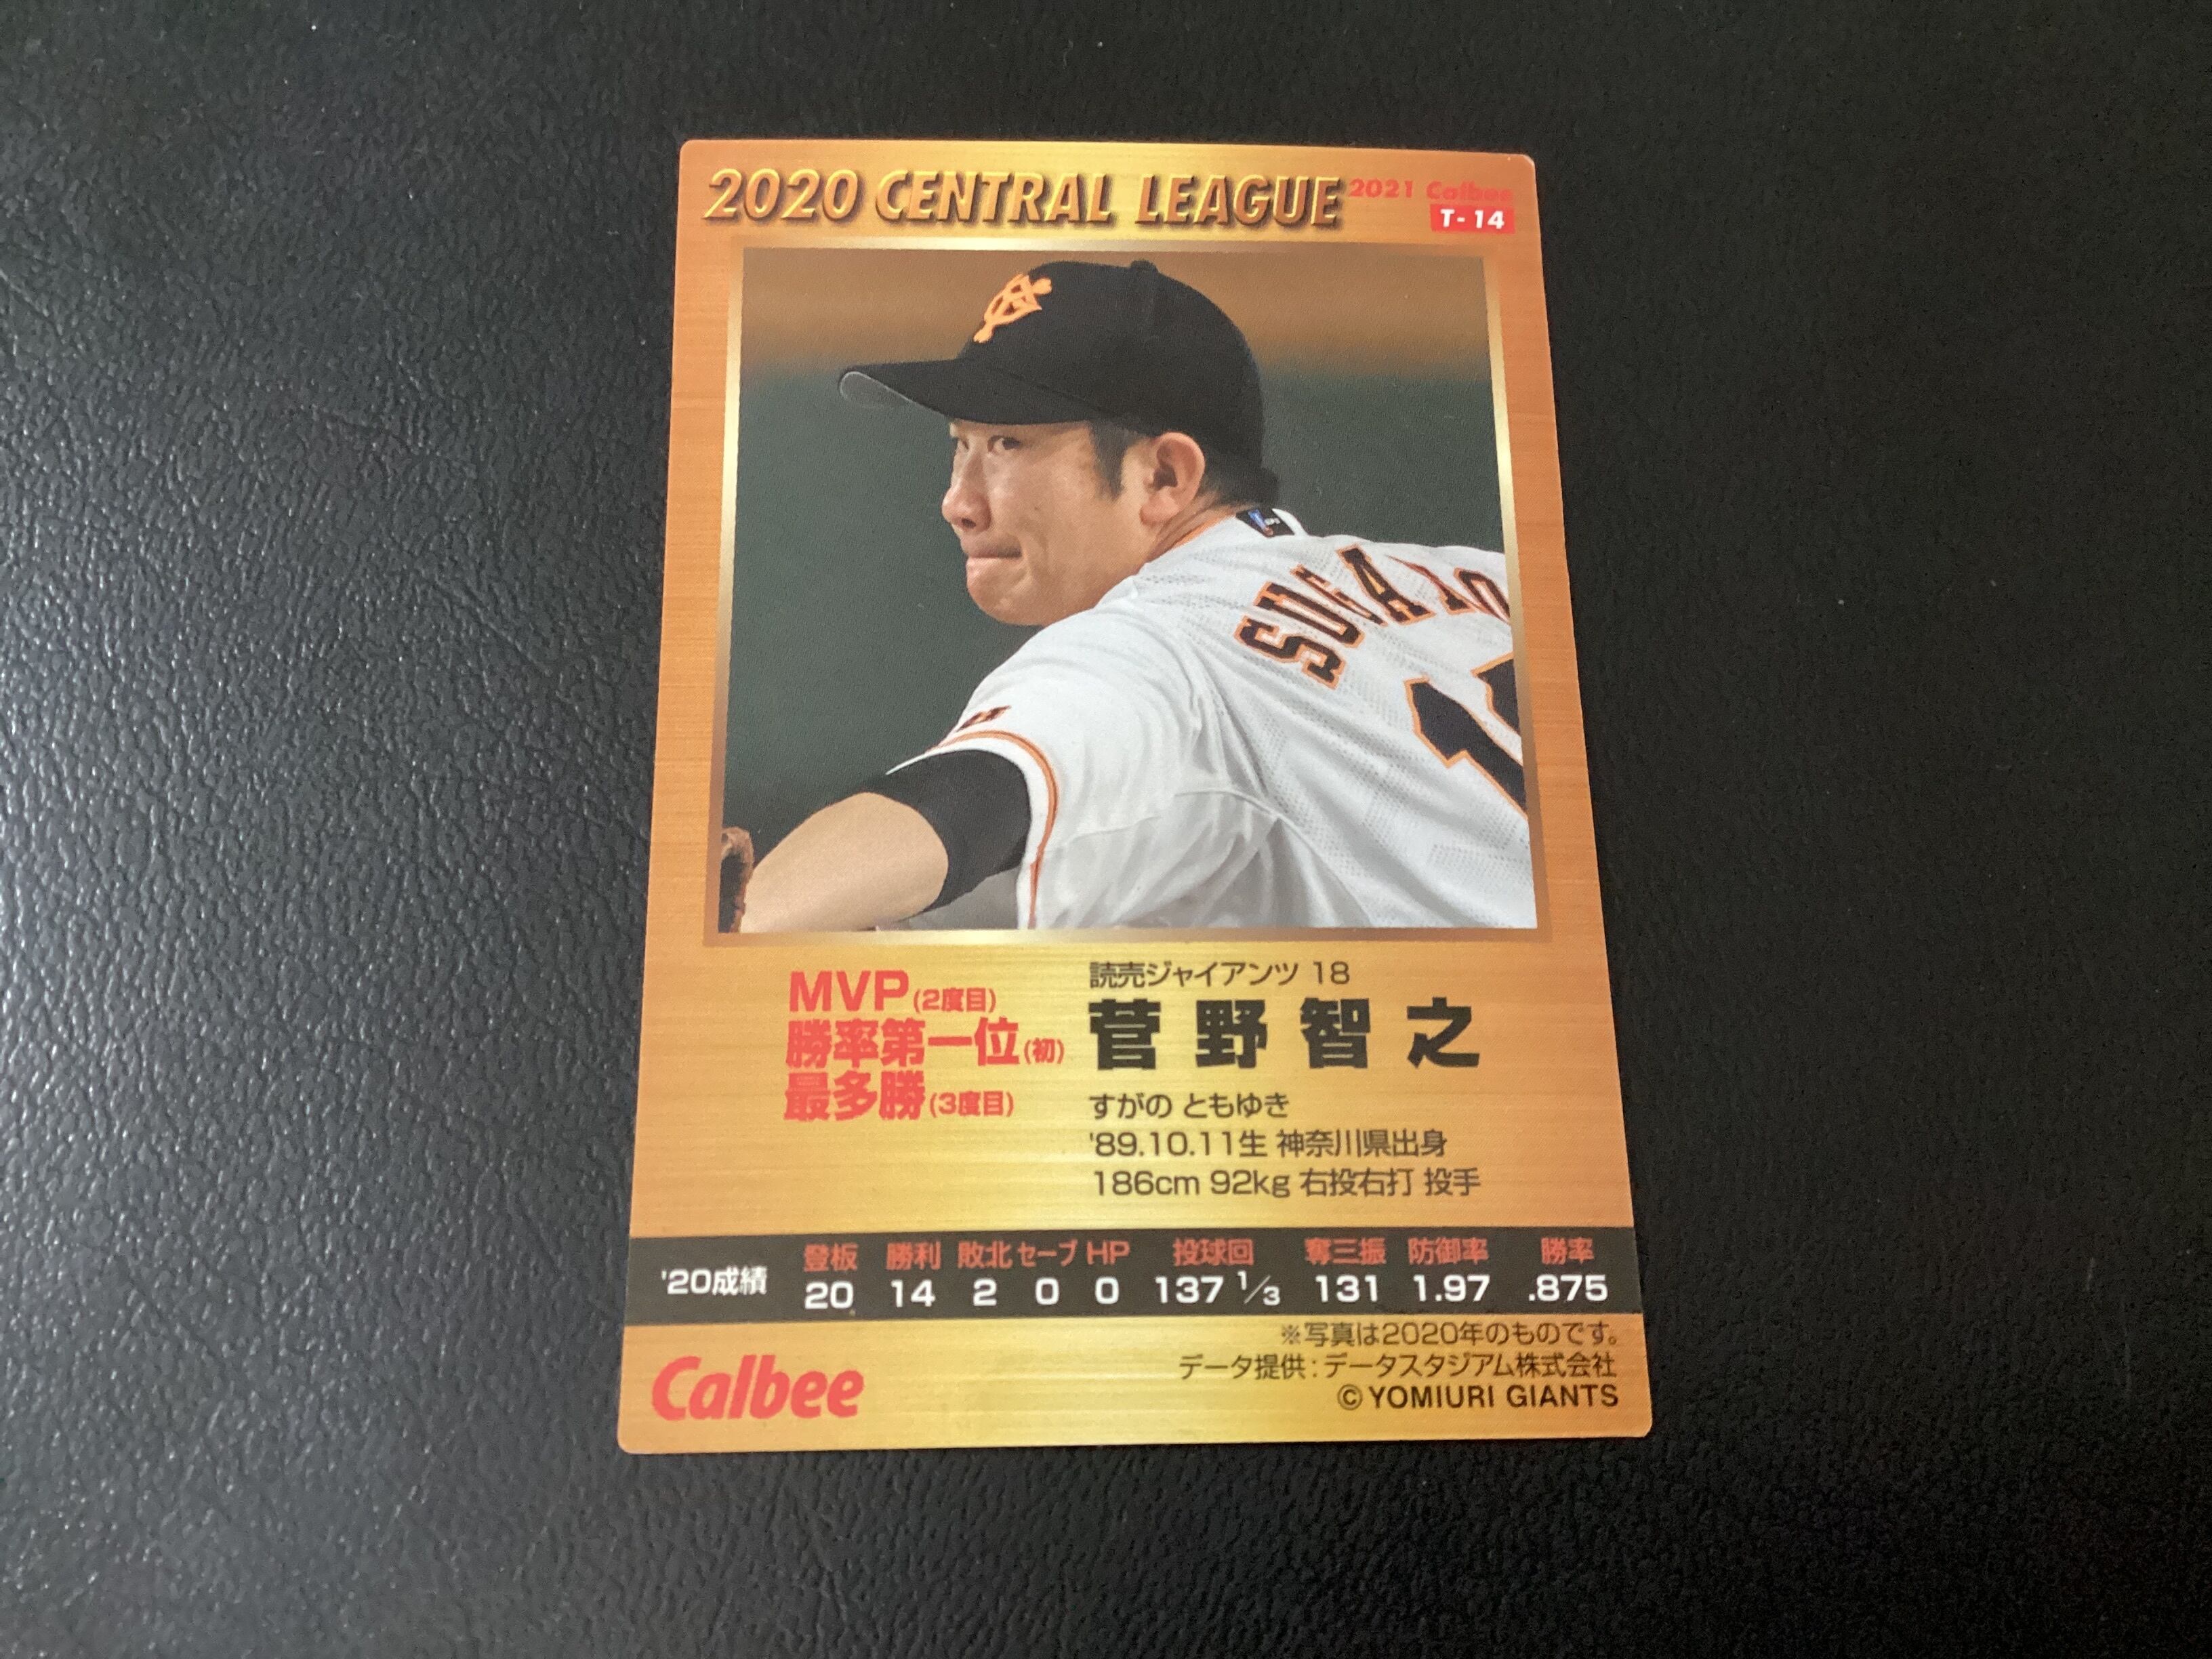 2020 CENTRAL LEAGUE
2021 Calbee
T-14
SUGANO
読売ジャイアンツ 18
菅野智之
すがの ともゆき
'89.10.11生 神奈川県出身
186cm 92kg 右投右打 投手
MVP(2度目)
勝率第一位(初)
最多勝(3度目)
登板 勝利 敗北 セーブ HP 投球回 奪三振 防御率 勝率
'20成績 20 14 2 0 0 137 1/3 131 1.97 .875
※写真は2020年のものです。
データ提供:データスタジアム株式会社
©YOMIURI GIANTS
Calbee